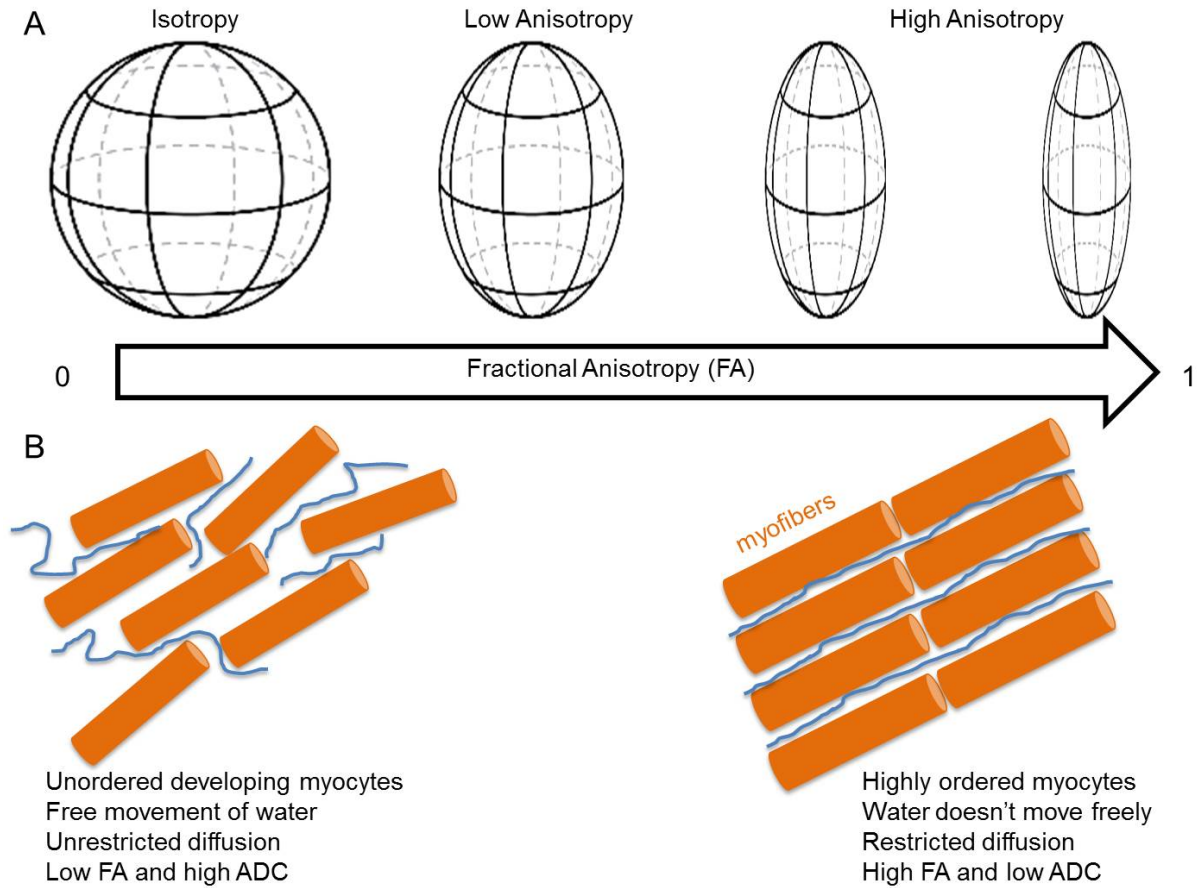 A
Isotropy
Low Anisotropy
High Anisotropy
0
Fractional Anisotropy (FA)
1
B
myofibers
Unordered developing myocytes
Free movement of water
Unrestricted diffusion
Low FA and high ADC
Highly ordered myocytes
Water doesn't move freely
Restricted diffusion
High FA and low ADC